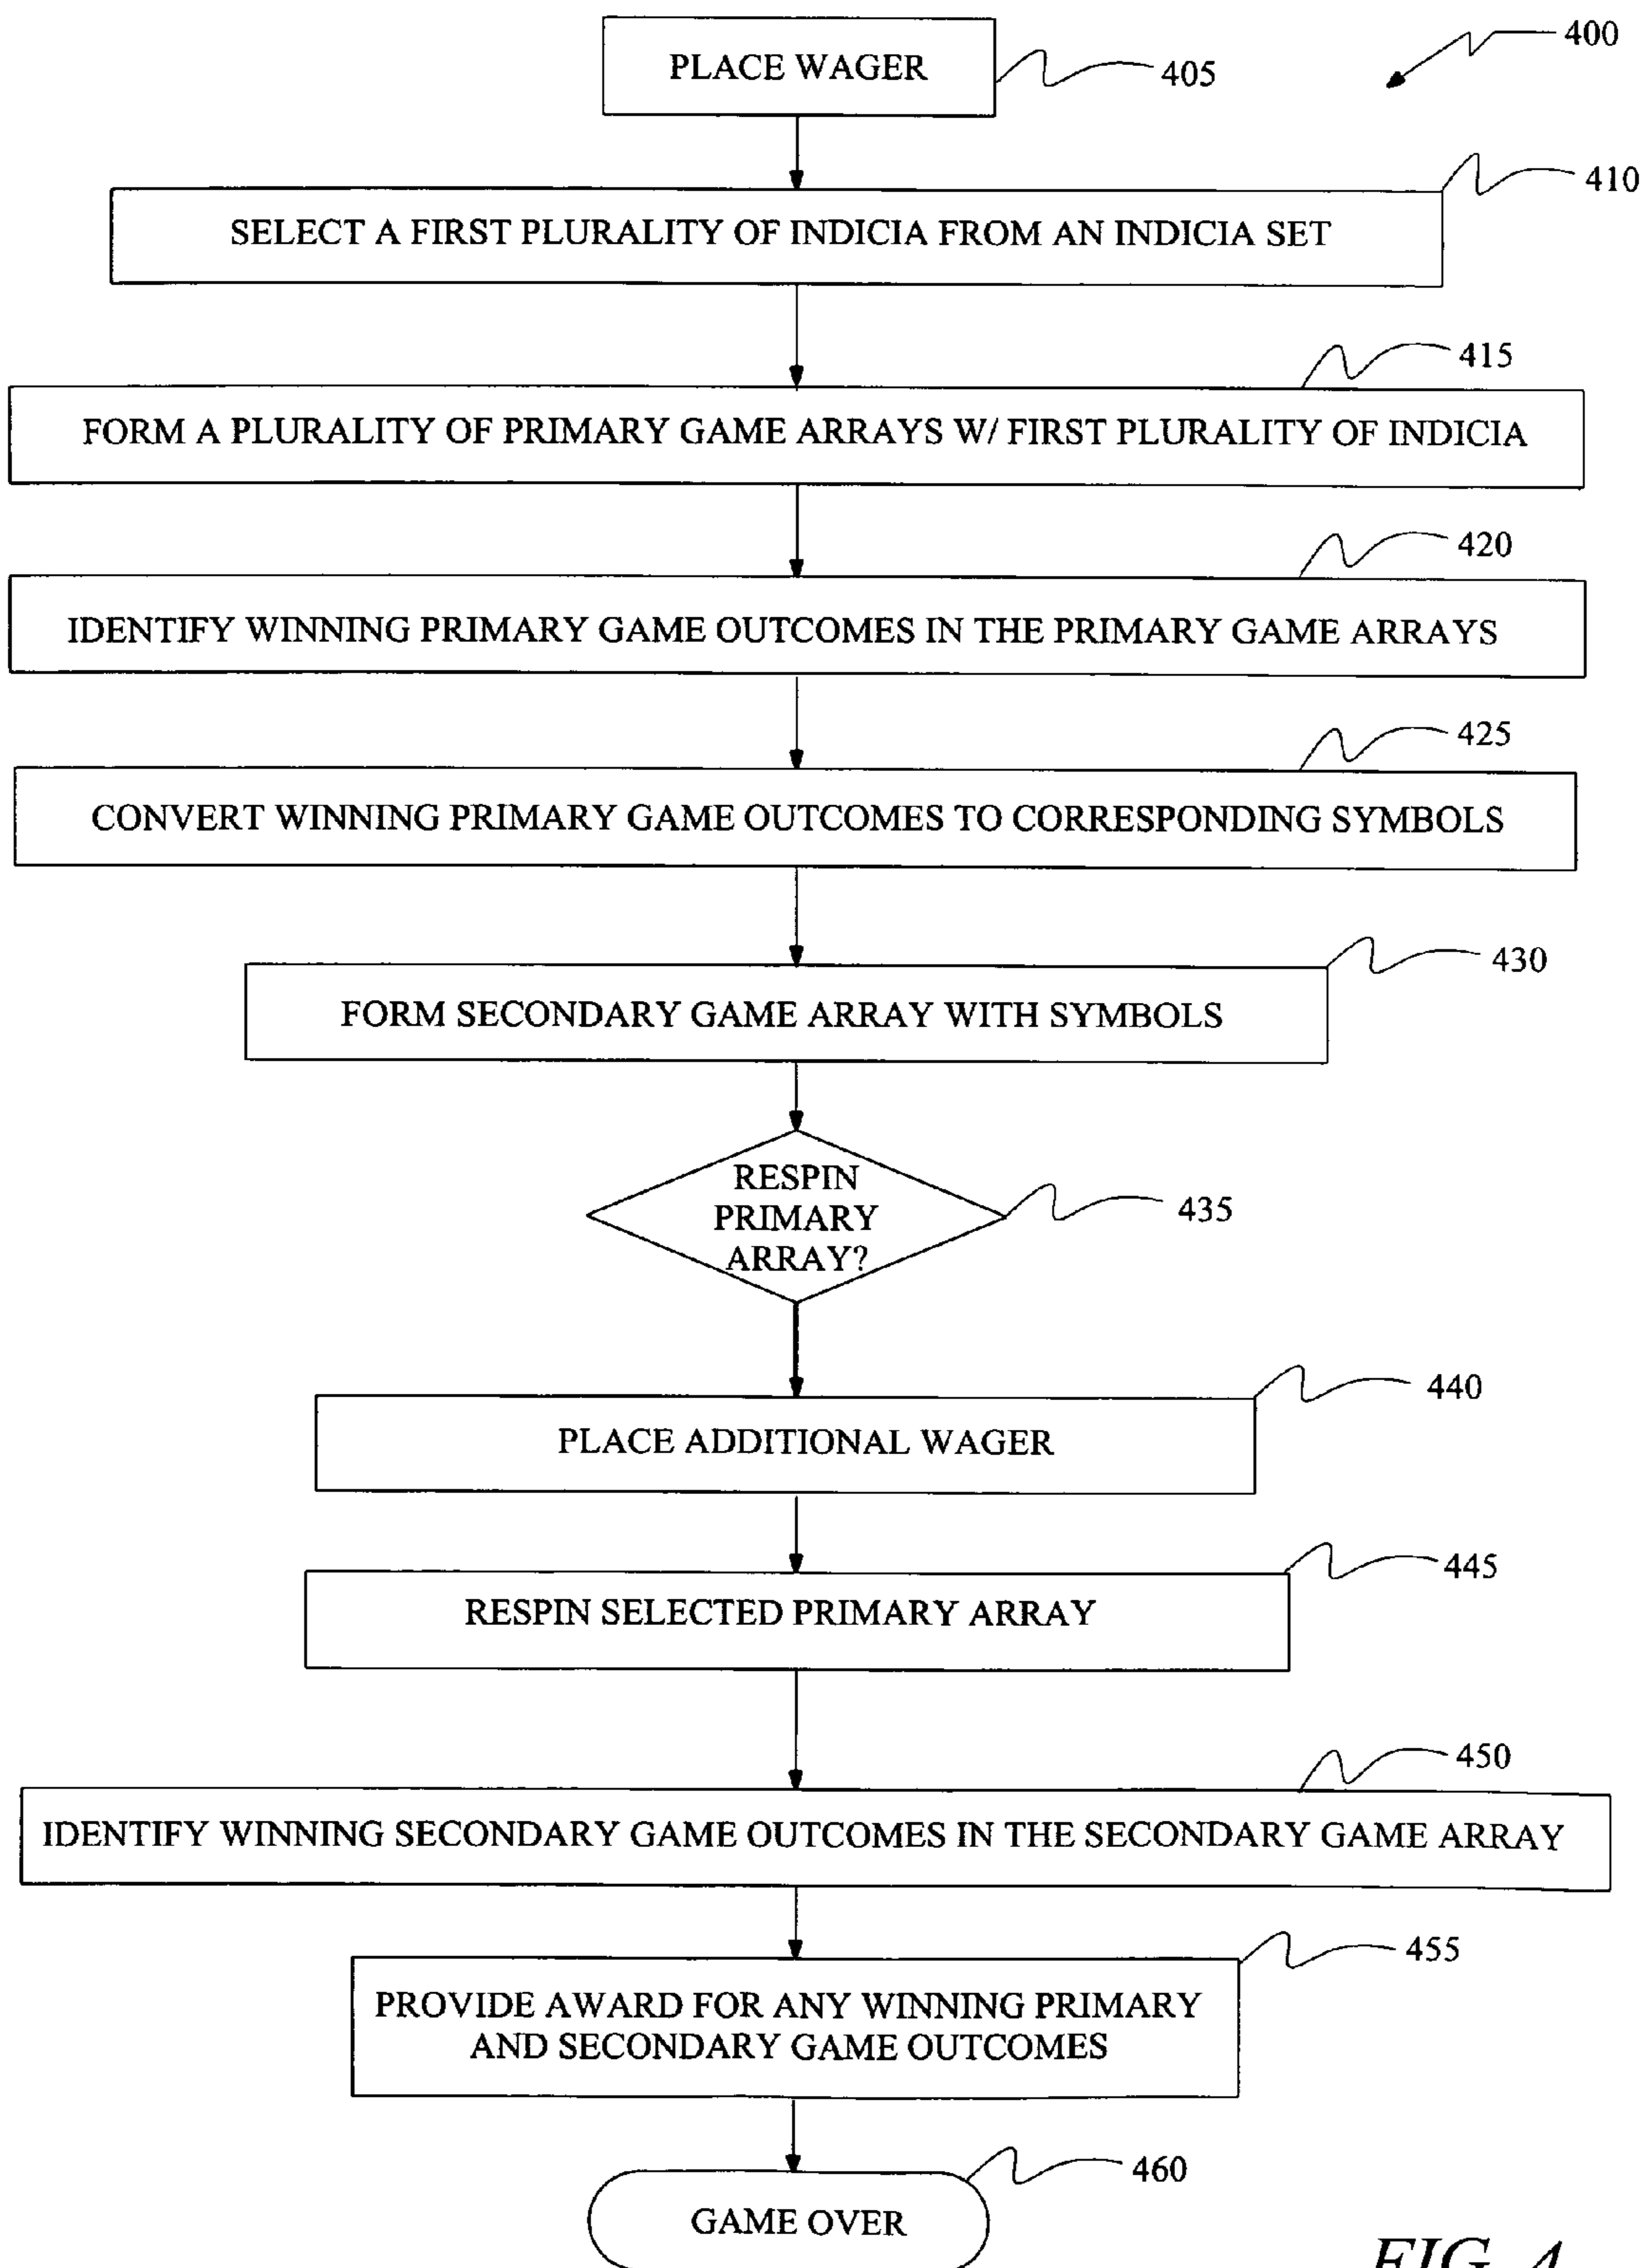 400
PLACE WAGER
405
410
SELECT A FIRST PLURALITY OF INDICIA FROM AN INDICIA SET
415
FORM A PLURALITY OF PRIMARY GAME ARRAYS W/ FIRST PLURALITY OF INDICIA
420
IDENTIFY WINNING PRIMARY GAME OUTCOMES IN THE PRIMARY GAME ARRAYS
425
CONVERT WINNING PRIMARY GAME OUTCOMES TO CORRESPONDING SYMBOLS
430
FORM SECONDARY GAME ARRAY WITH SYMBOLS
RESPIN
PRIMARY
ARRAY?
435
440
PLACE ADDITIONAL WAGER
445
RESPIN SELECTED PRIMARY ARRAY
450
IDENTIFY WINNING SECONDARY GAME OUTCOMES IN THE SECONDARY GAME ARRAY
455
PROVIDE AWARD FOR ANY WINNING PRIMARY
AND SECONDARY GAME OUTCOMES
460
GAME OVER
FIG. 4